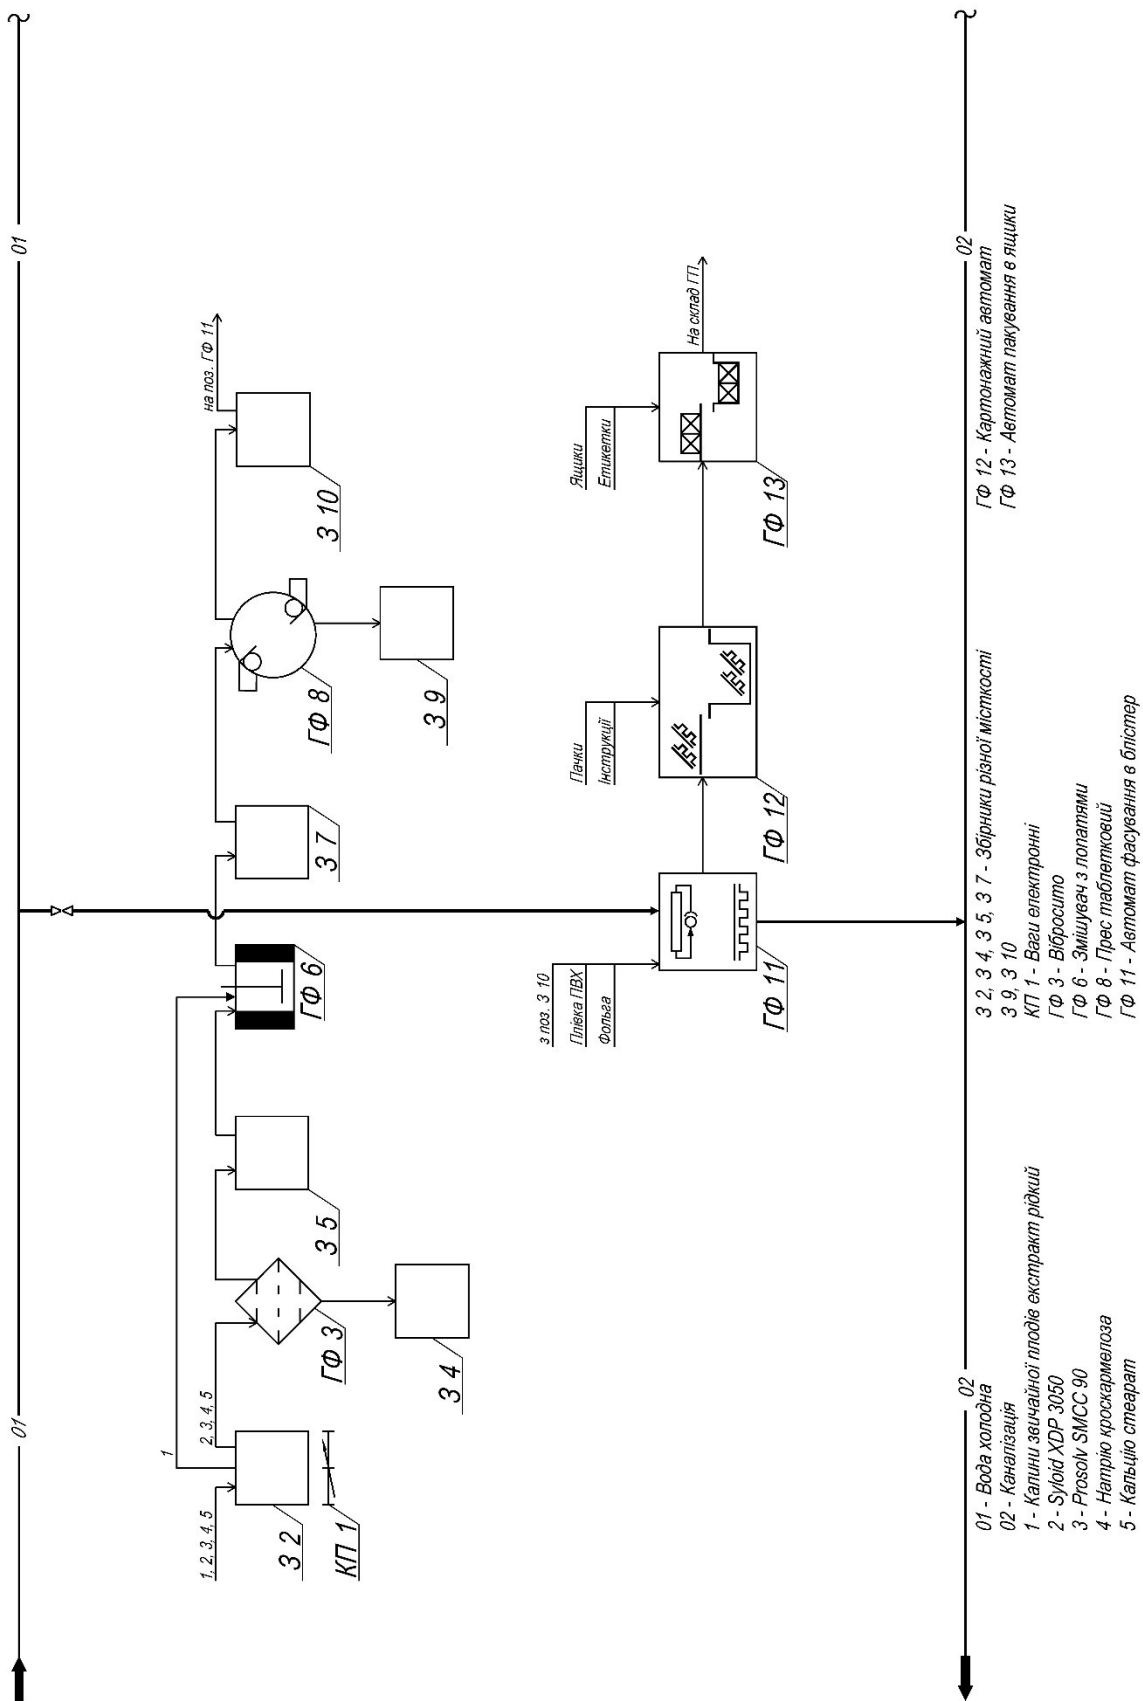 01
01
1
1, 2, 3, 4, 5
2, 3, 4, 5
на поз. ГФ 11
З 2
КП 1
ГФ 3
З 4
З 5
ГФ 6
З 7
ГФ 8
З 9
З 10
з поз. З 10
Плівка ПВХ
Фольга
Пачки
Інструкції
Ящики
Етикетки
На склад ГП
ГФ 11
ГФ 12
ГФ 13
02
02
01 - Вода холодна
02 - Каналізація
1 - Калини звичайної плодів екстракт рідкий
2 - Syloid XDP 3050
3 - Prosolv SMCC 90
4 - Натрію кроскармелоза
5 - Кальцію стеарат
З 2, З 4, З 5, З 7 - Збірники різної місткості
З 9, З 10
КП 1 - Ваги електронні
ГФ 3 - Вібросито
ГФ 6 - Змішувач з лопатями
ГФ 8 - Прес таблетковий
ГФ 11 - Автомат фасування в блістер
ГФ 12 - Картонажний автомат
ГФ 13 - Автомат пакування в ящики